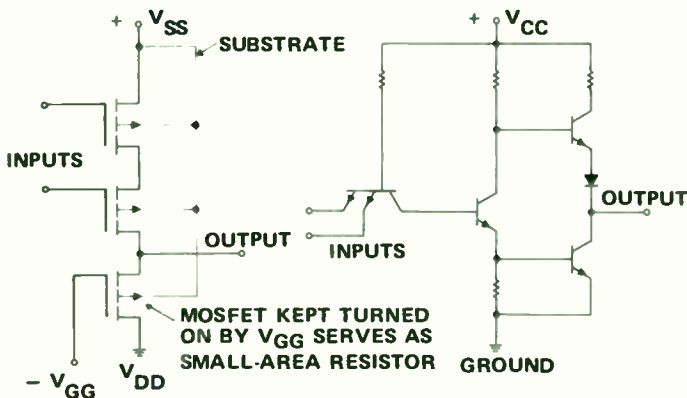 + VSS
SUBSTRATE
INPUTS
OUTPUT
MOSFET KEPT TURNED
ON BY VGG SERVES AS
SMALL-AREA RESISTOR
- VGG
VDD
+ VCC
INPUTS
OUTPUT
GROUND